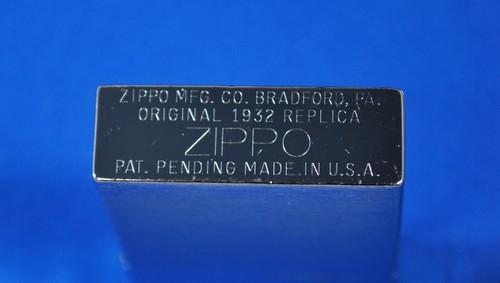 ZIPPO MFG. CO. BRADFORD, PA.
ORIGINAL 1932 REPLICA
ZIPPO
PAT. PENDING MADE IN U.S.A.